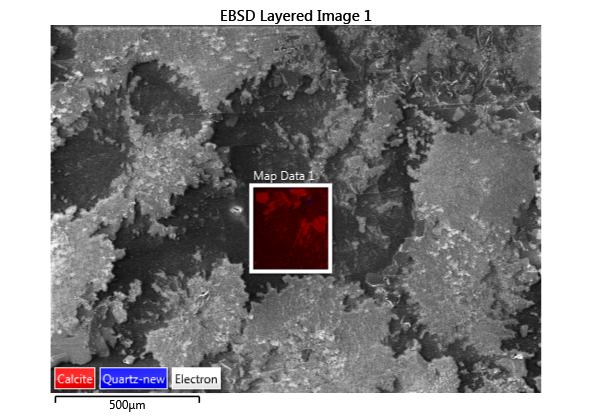 EBSD Layered Image 1
Map Data 1
Calcite Quartz-new Electron
500µm